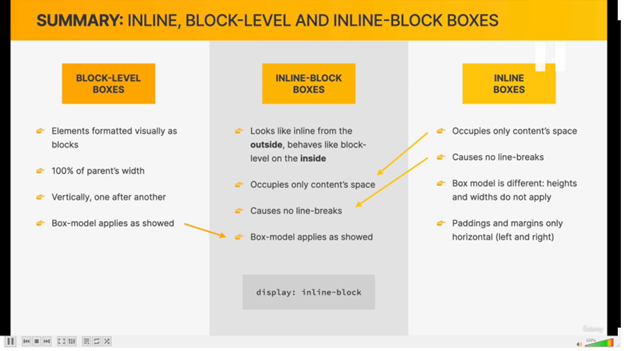 SUMMARY: INLINE, BLOCK-LEVEL AND INLINE-BLOCK BOXES
BLOCK-LEVEL
BOXES
Elements formatted visually as
blocks
100% of parent's width
Vertically, one after another
Box-model applies as showed
INLINE-BLOCK
BOXES
Looks like inline from the
outside, behaves like block-
level on the inside
Occupies only content's space
Causes no line-breaks
Box-model applies as showed
display: inline-block
INLINE
BOXES
Occupies only content's space
Causes no line-breaks
Box model is different: heights
and widths do not apply
Paddings and margins only
horizontal (left and right)